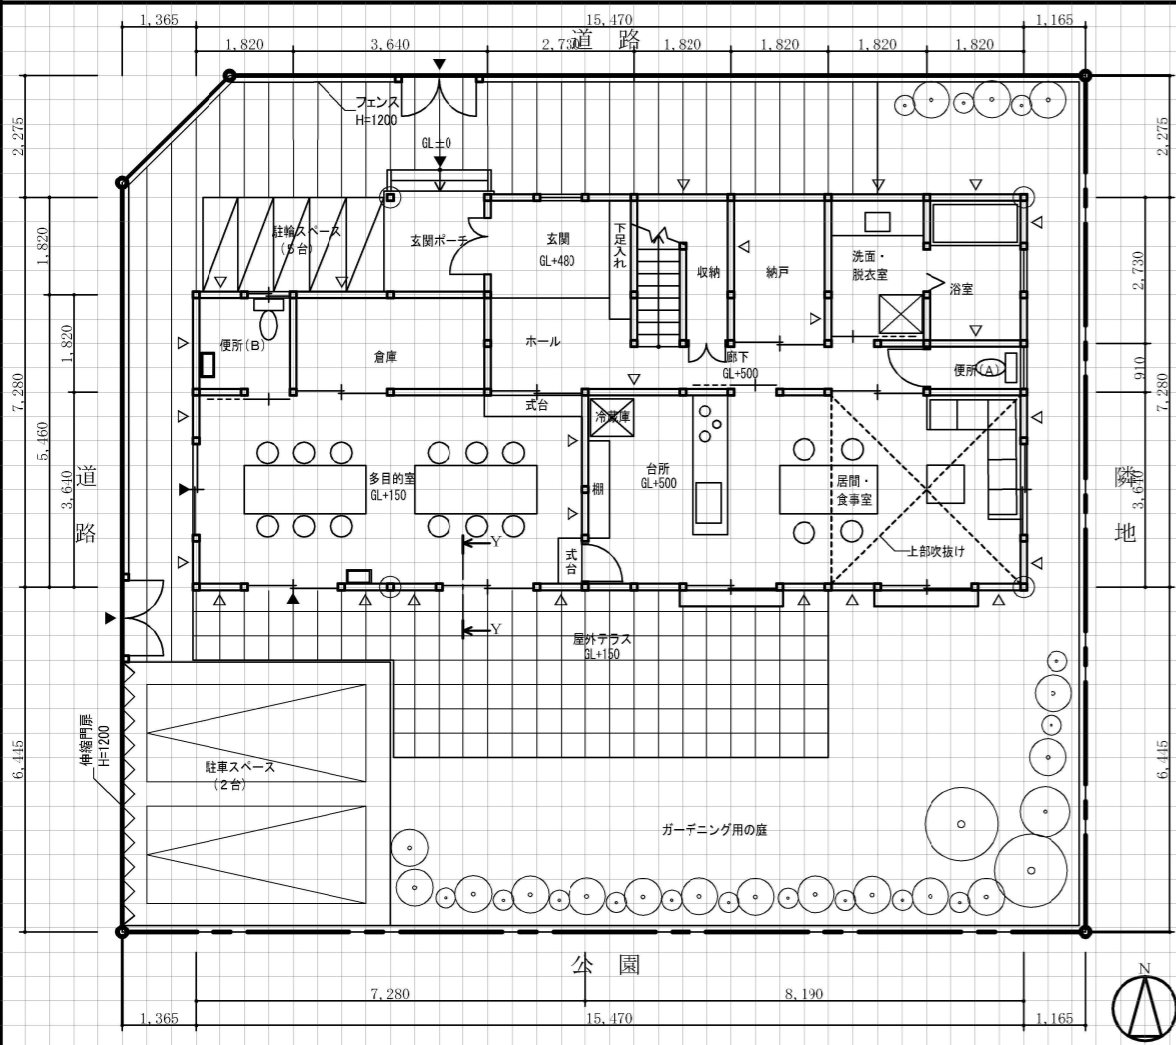 1,365
15,470
1,165
1,820
3,640
2,730
1,820
1,820
1,820
1,820
道 路
フェンス
H=1200
GL±0
2,275
2,275
駐輪スペース
(5台)
玄関ポーチ
玄関
GL+480
下足入れ
収納
納戸
洗面・
脱衣室
浴室
1,820
2,730
便所(B)
倉庫
ホール
廊下
GL+500
便所(A)
1,820
910
7,280
7,280
5,460
3,640
3,640
式台
冷蔵庫
多目的室
GL+150
棚
台所
GL+500
居間・
食事室
上部吹抜け
道路
隣地
式台
Y
Y
屋外テラス
GL+150
伸縮門扉
H=1200
駐車スペース
(2台)
6,445
6,445
ガーデニング用の庭
公 園
N
7,280
8,190
1,365
15,470
1,165